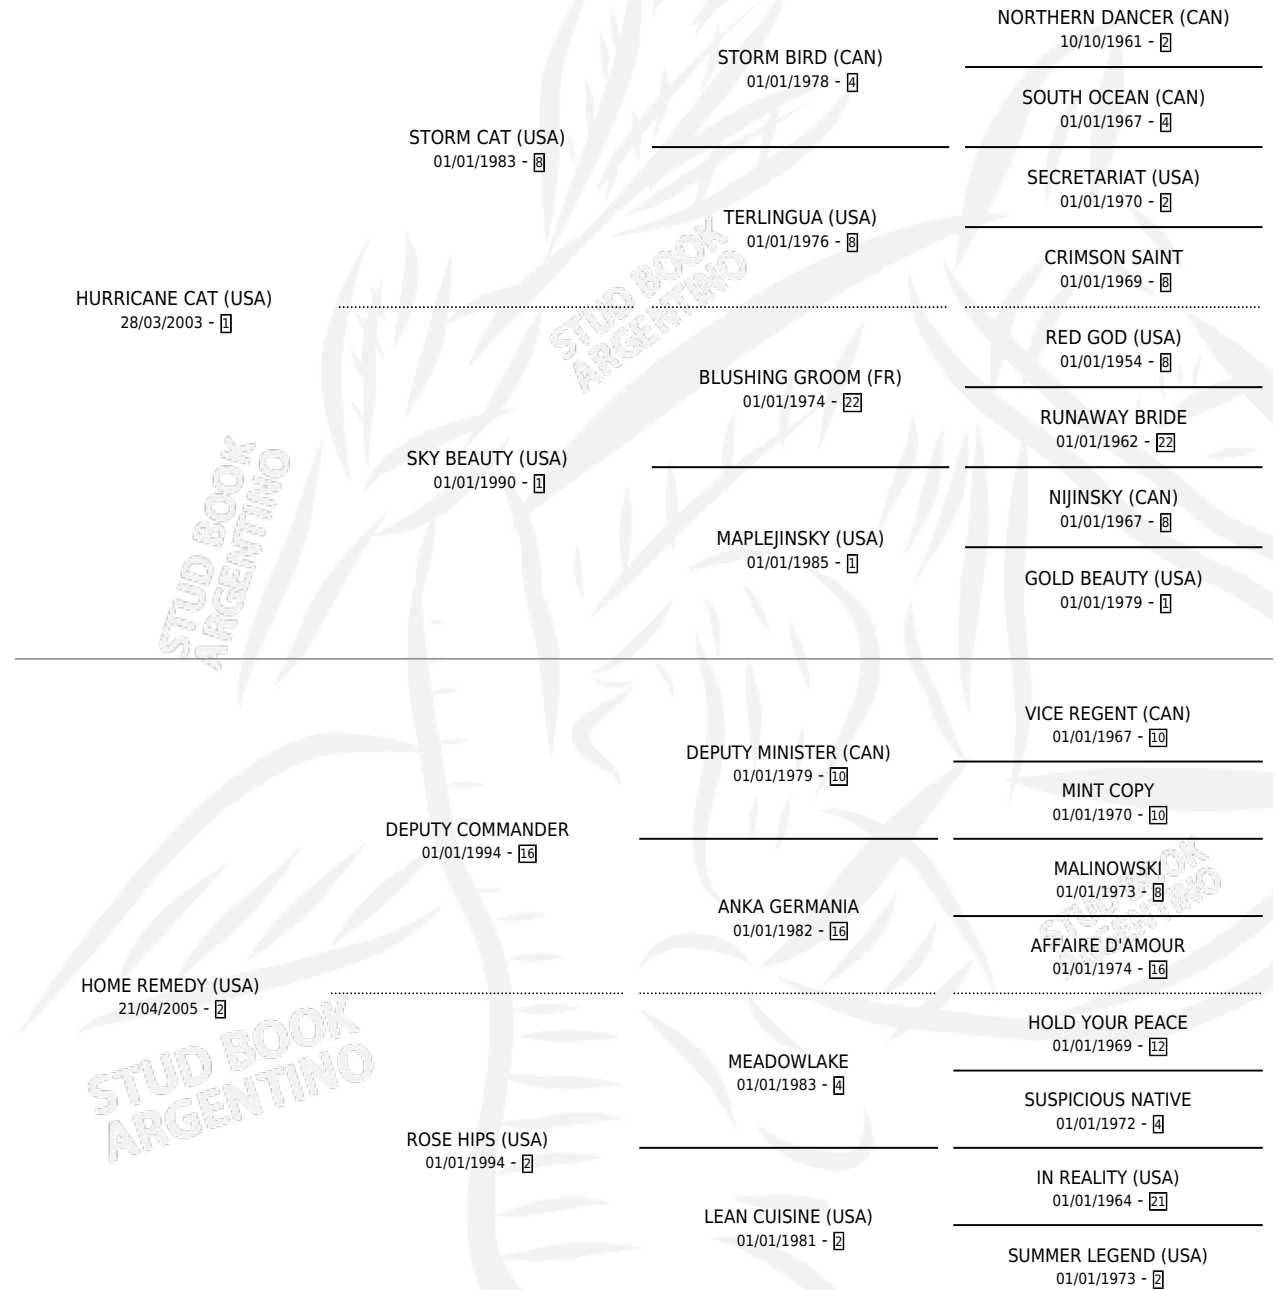 NORTHERN DANCER (CAN)
10/10/1961 - 2
STORM BIRD (CAN)
01/01/1978 - 4
SOUTH OCEAN (CAN)
01/01/1967 - 4
STORM CAT (USA)
01/01/1983 - 8
SECRETARIAT (USA)
01/01/1970 - 2
TERLINGUA (USA)
01/01/1976 - 8
CRIMSON SAINT
01/01/1969 - 8
HURRICANE CAT (USA)
28/03/2003 - 1
RED GOD (USA)
01/01/1954 - 8
BLUSHING GROOM (FR)
01/01/1974 - 22
RUNAWAY BRIDE
01/01/1962 - 22
SKY BEAUTY (USA)
01/01/1990 - 1
NIJINSKY (CAN)
01/01/1967 - 8
MAPLEJINSKY (USA)
01/01/1985 - 1
GOLD BEAUTY (USA)
01/01/1979 - 1
STUD BOOK
ARGENTINO
STUD BOOK
ARGENTINO
VICE REGENT (CAN)
01/01/1967 - 10
DEPUTY MINISTER (CAN)
01/01/1979 - 10
MINT COPY
01/01/1970 - 10
DEPUTY COMMANDER
01/01/1994 - 16
MALINOWSKI
01/01/1973 - 8
ANKA GERMANIA
01/01/1982 - 16
AFFAIRE D'AMOUR
01/01/1974 - 16
HOME REMEDY (USA)
21/04/2005 - 2
HOLD YOUR PEACE
01/01/1969 - 12
MEADOWLAKE
01/01/1983 - 4
SUSPICIOUS NATIVE
01/01/1972 - 4
ROSE HIPS (USA)
01/01/1994 - 2
IN REALITY (USA)
01/01/1964 - 21
LEAN CUISINE (USA)
01/01/1981 - 2
SUMMER LEGEND (USA)
01/01/1973 - 2
STUD BOOK
ARGENTINO
STUD BOOK
ARGENTINO